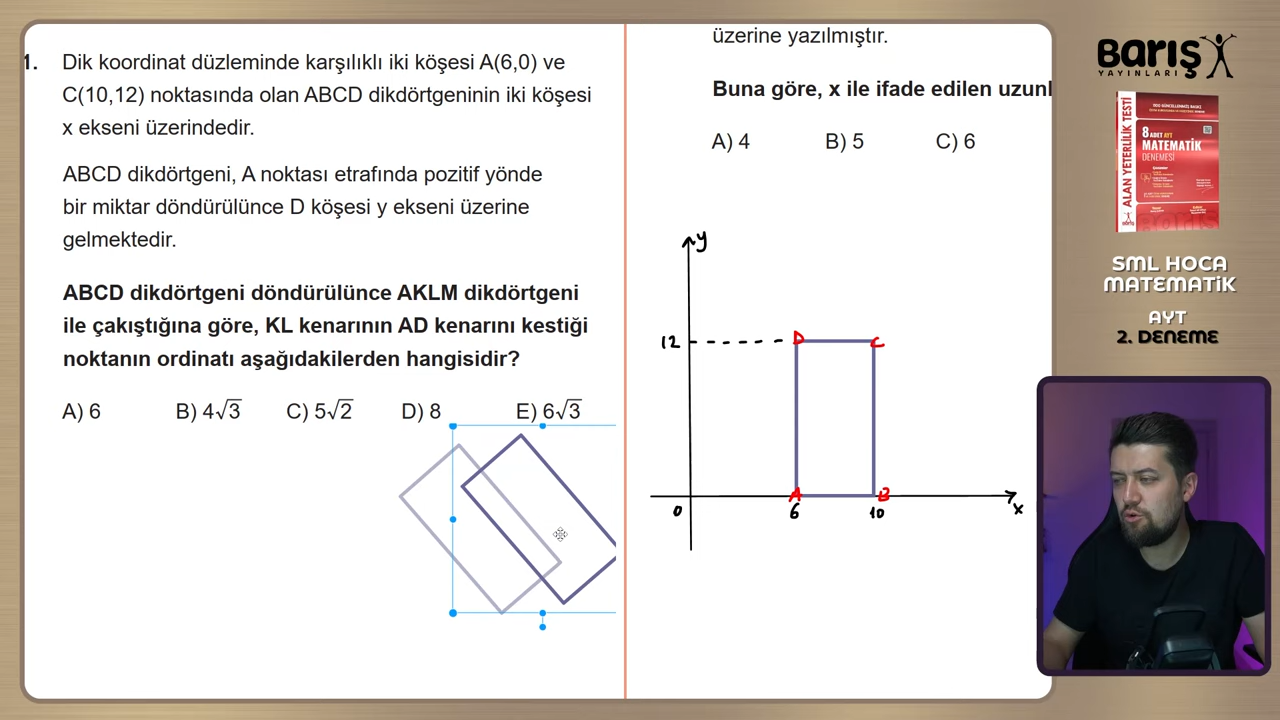 1. Dik koordinat düzleminde karşılıklı iki köşesi A(6,0) ve
C(10,12) noktasında olan ABCD dikdörtgeninin iki köşesi
x ekseni üzerindedir.
ABCD dikdörtgeni, A noktası etrafında pozitif yönde
bir miktar döndürülünce D köşesi y ekseni üzerine
gelmektedir.
ABCD dikdörtgeni döndürülünce AKLM dikdörtgeni
ile çakıştığına göre, KL kenarının AD kenarını kestiği
noktanın ordinatı aşağıdakilerden hangisidir?
A) 6 B) 4√3 C) 5√2 D) 8 E) 6√3
üzerine yazılmıştır.
Buna göre, x ile ifade edilen uzunl
A) 4 B) 5 C) 6
y
12
D
C
A
B
0
6
10
x
BARIŞ
YAYINLARI
ALAN YETERLİLİK TESTİ
8 ADET AYT
MATEMATİK
DENEMESİ
SML HOCA
MATEMATİK
AYT
2. DENEME